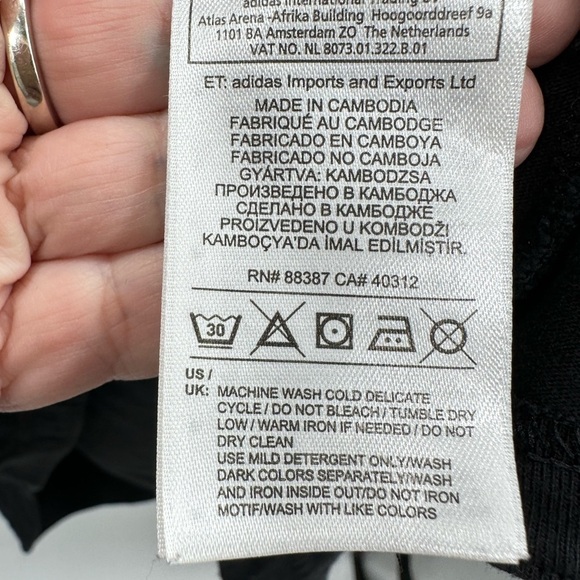 adidas International Trading BV
Atlas Arena -Afrika Building Hoogoorddreef 9a
1101 BA Amsterdam ZO The Netherlands
VAT NO. NL 8073.01.322.B.01
ET: adidas Imports and Exports Ltd
MADE IN CAMBODIA
FABRIQUÉ AU CAMBODGE
FABRICADO EN CAMBOYA
FABRICADO NO CAMBOJA
GYÁRTVA: KAMBODZSA
ПРОИЗВЕДЕНО В КАМБОДЖА
СДЕЛАНО В КАМБОДЖЕ
PROIZVEDENO U KOMBODŽI
KAMBOÇYA'DA İMAL EDİLMİŞTİR.
RN# 88387 CA# 40312
30
US /
UK: MACHINE WASH COLD DELICATE
CYCLE / DO NOT BLEACH / TUMBLE DRY
LOW / WARM IRON IF NEEDED / DO NOT
DRY CLEAN
USE MILD DETERGENT ONLY/WASH
DARK COLORS SEPARATELY/WASH
AND IRON INSIDE OUT/DO NOT IRON
MOTIF/WASH WITH LIKE COLORS